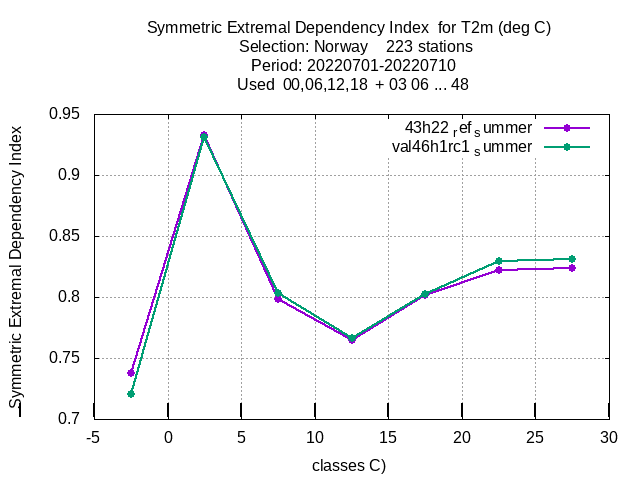 Symmetric Extremal Dependency Index for T2m (deg C)
Selection: Norway 223 stations
Period: 20220701-20220710
Used 00,06,12,18 + 03 06 ... 48
43h22 ref summer
val46h1rc1 summer
Symmetric Extremal Dependency Index
0.95
0.9
0.85
0.8
0.75
0.7
-5 0 5 10 15 20 25 30
classes C)